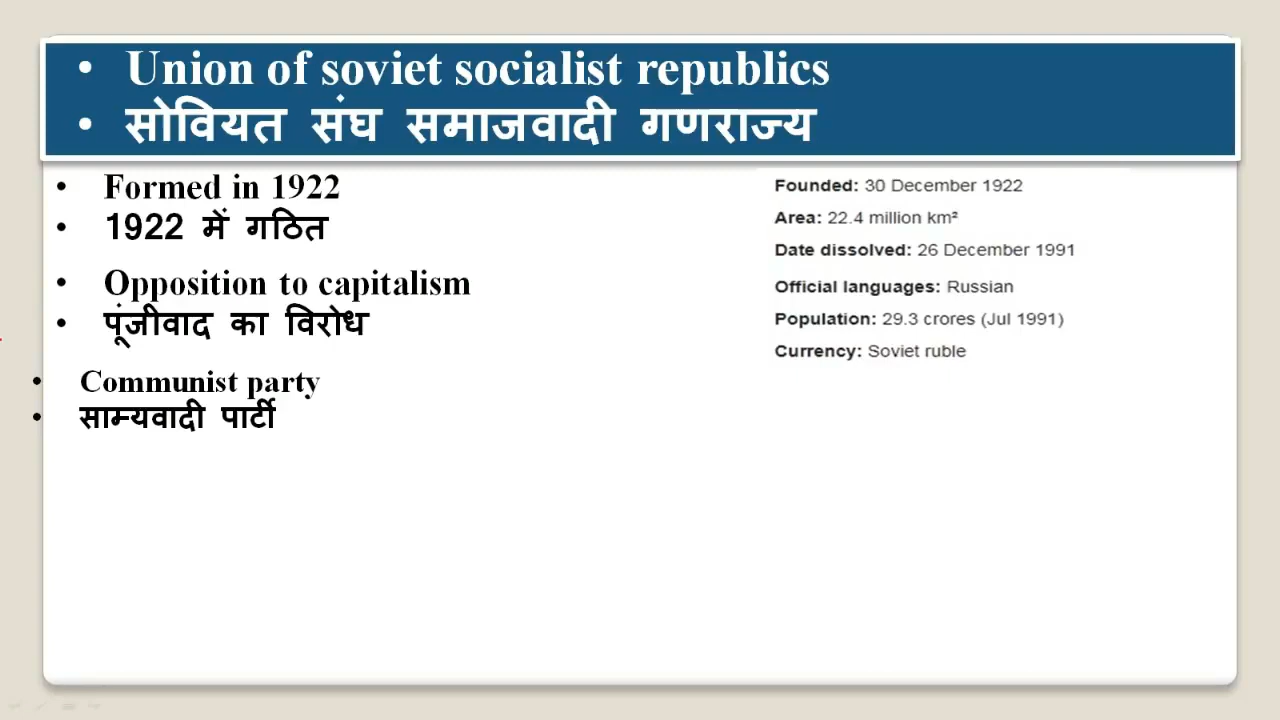 • Union of soviet socialist republics
• सोवियत संघ समाजवादी गणराज्य
• Formed in 1922
• 1922 में गठित
• Opposition to capitalism
• पूंजीवाद का विरोध
• Communist party
• साम्यवादी पार्टी
Founded: 30 December 1922
Area: 22.4 million km²
Date dissolved: 26 December 1991
Official languages: Russian
Population: 29.3 crores (Jul 1991)
Currency: Soviet ruble